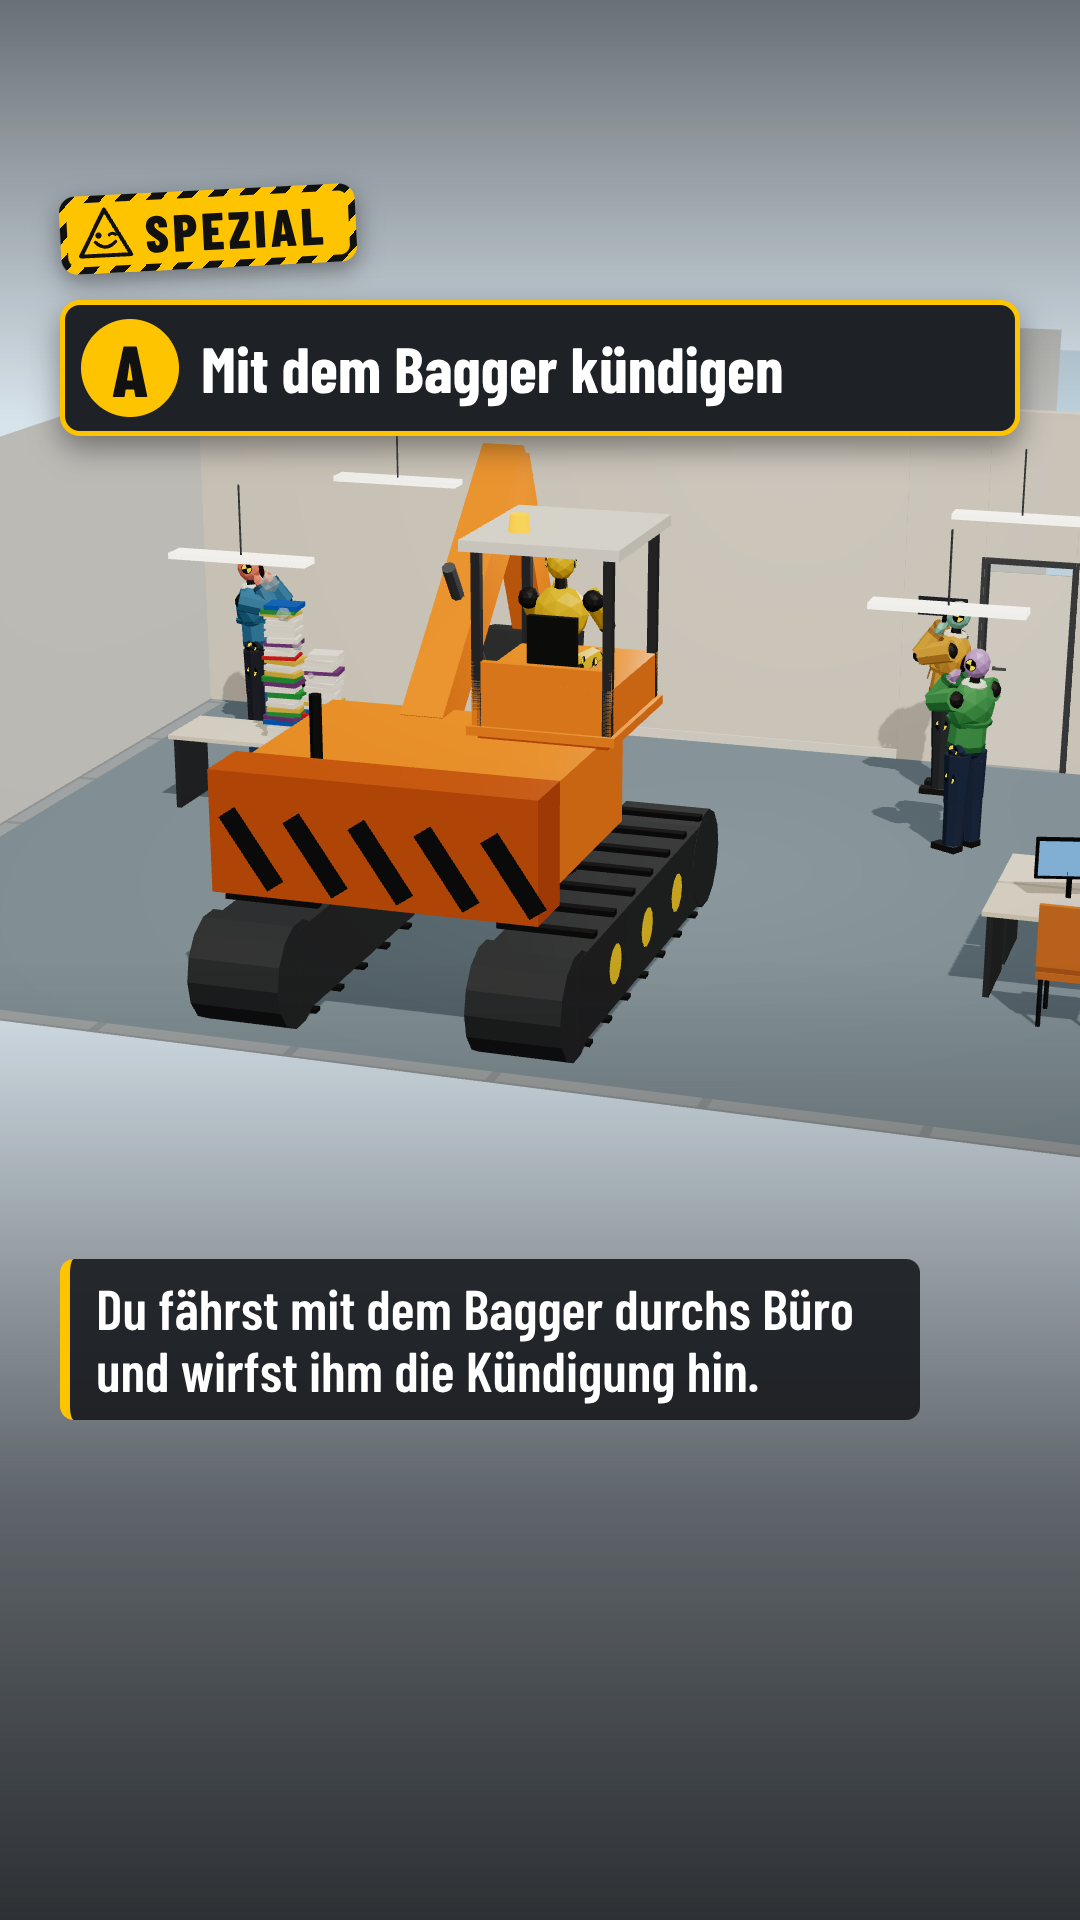 SPEZIAL
A Mit dem Bagger kündigen
Du fährst mit dem Bagger durchs Büro
und wirfst ihm die Kündigung hin.